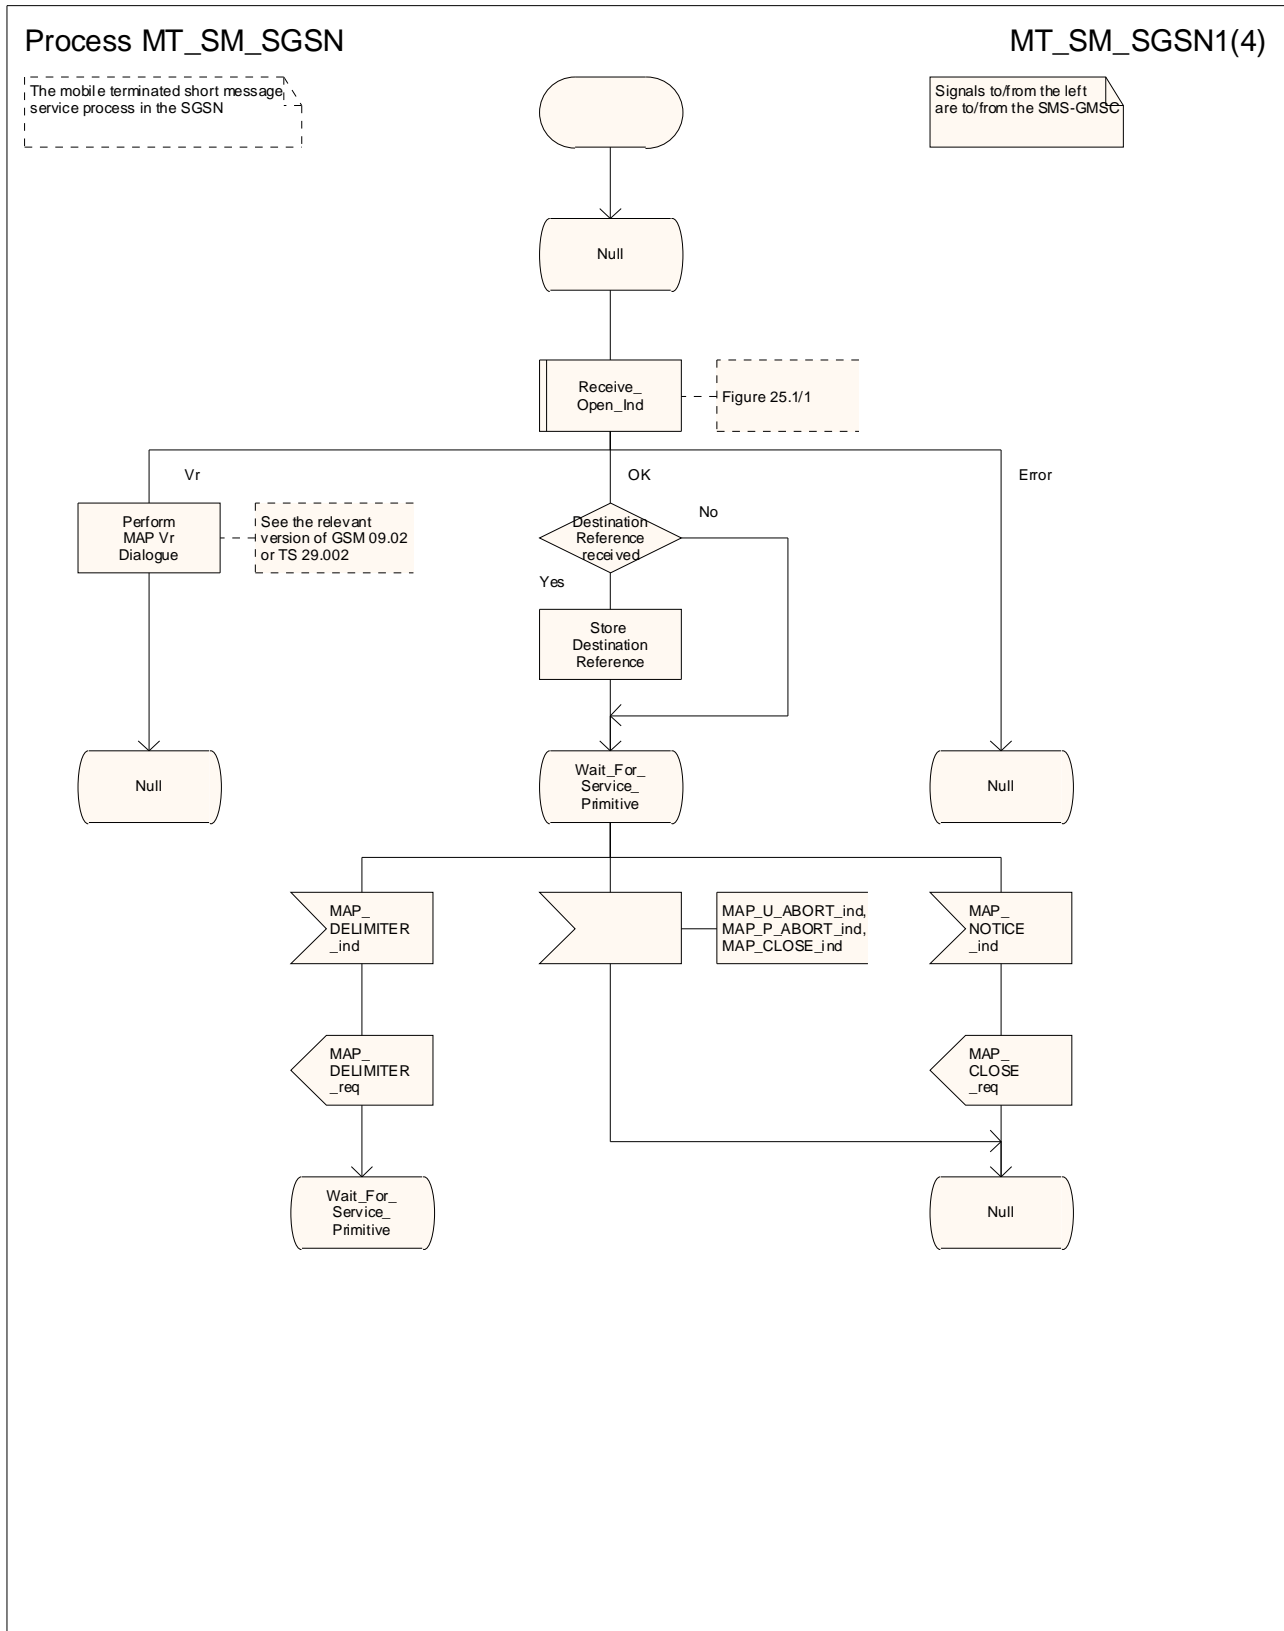 Process MT_SM_SGSN
MT_SM_SGSN1(4)
The mobile terminated short message
service process in the SGSN
Signals to/from the left
are to/from the SMS-GMSC
Null
Receive_
Open_Ind
Figure 25.1/1
Vr
OK
Error
Perform
MAP Vr
Dialogue
See the relevant
version of GSM 09.02
or TS 29.002
Destination
Reference
received
No
Yes
Store
Destination
Reference
Null
Wait_For_
Service_
Primitive
Null
MAP_
DELIMITER
_ind
MAP_U_ABORT_ind,
MAP_P_ABORT_ind,
MAP_CLOSE_ind
MAP_
NOTICE
_ind
MAP_
DELIMITER
_req
MAP_
CLOSE
_req
Wait_For_
Service_
Primitive
Null